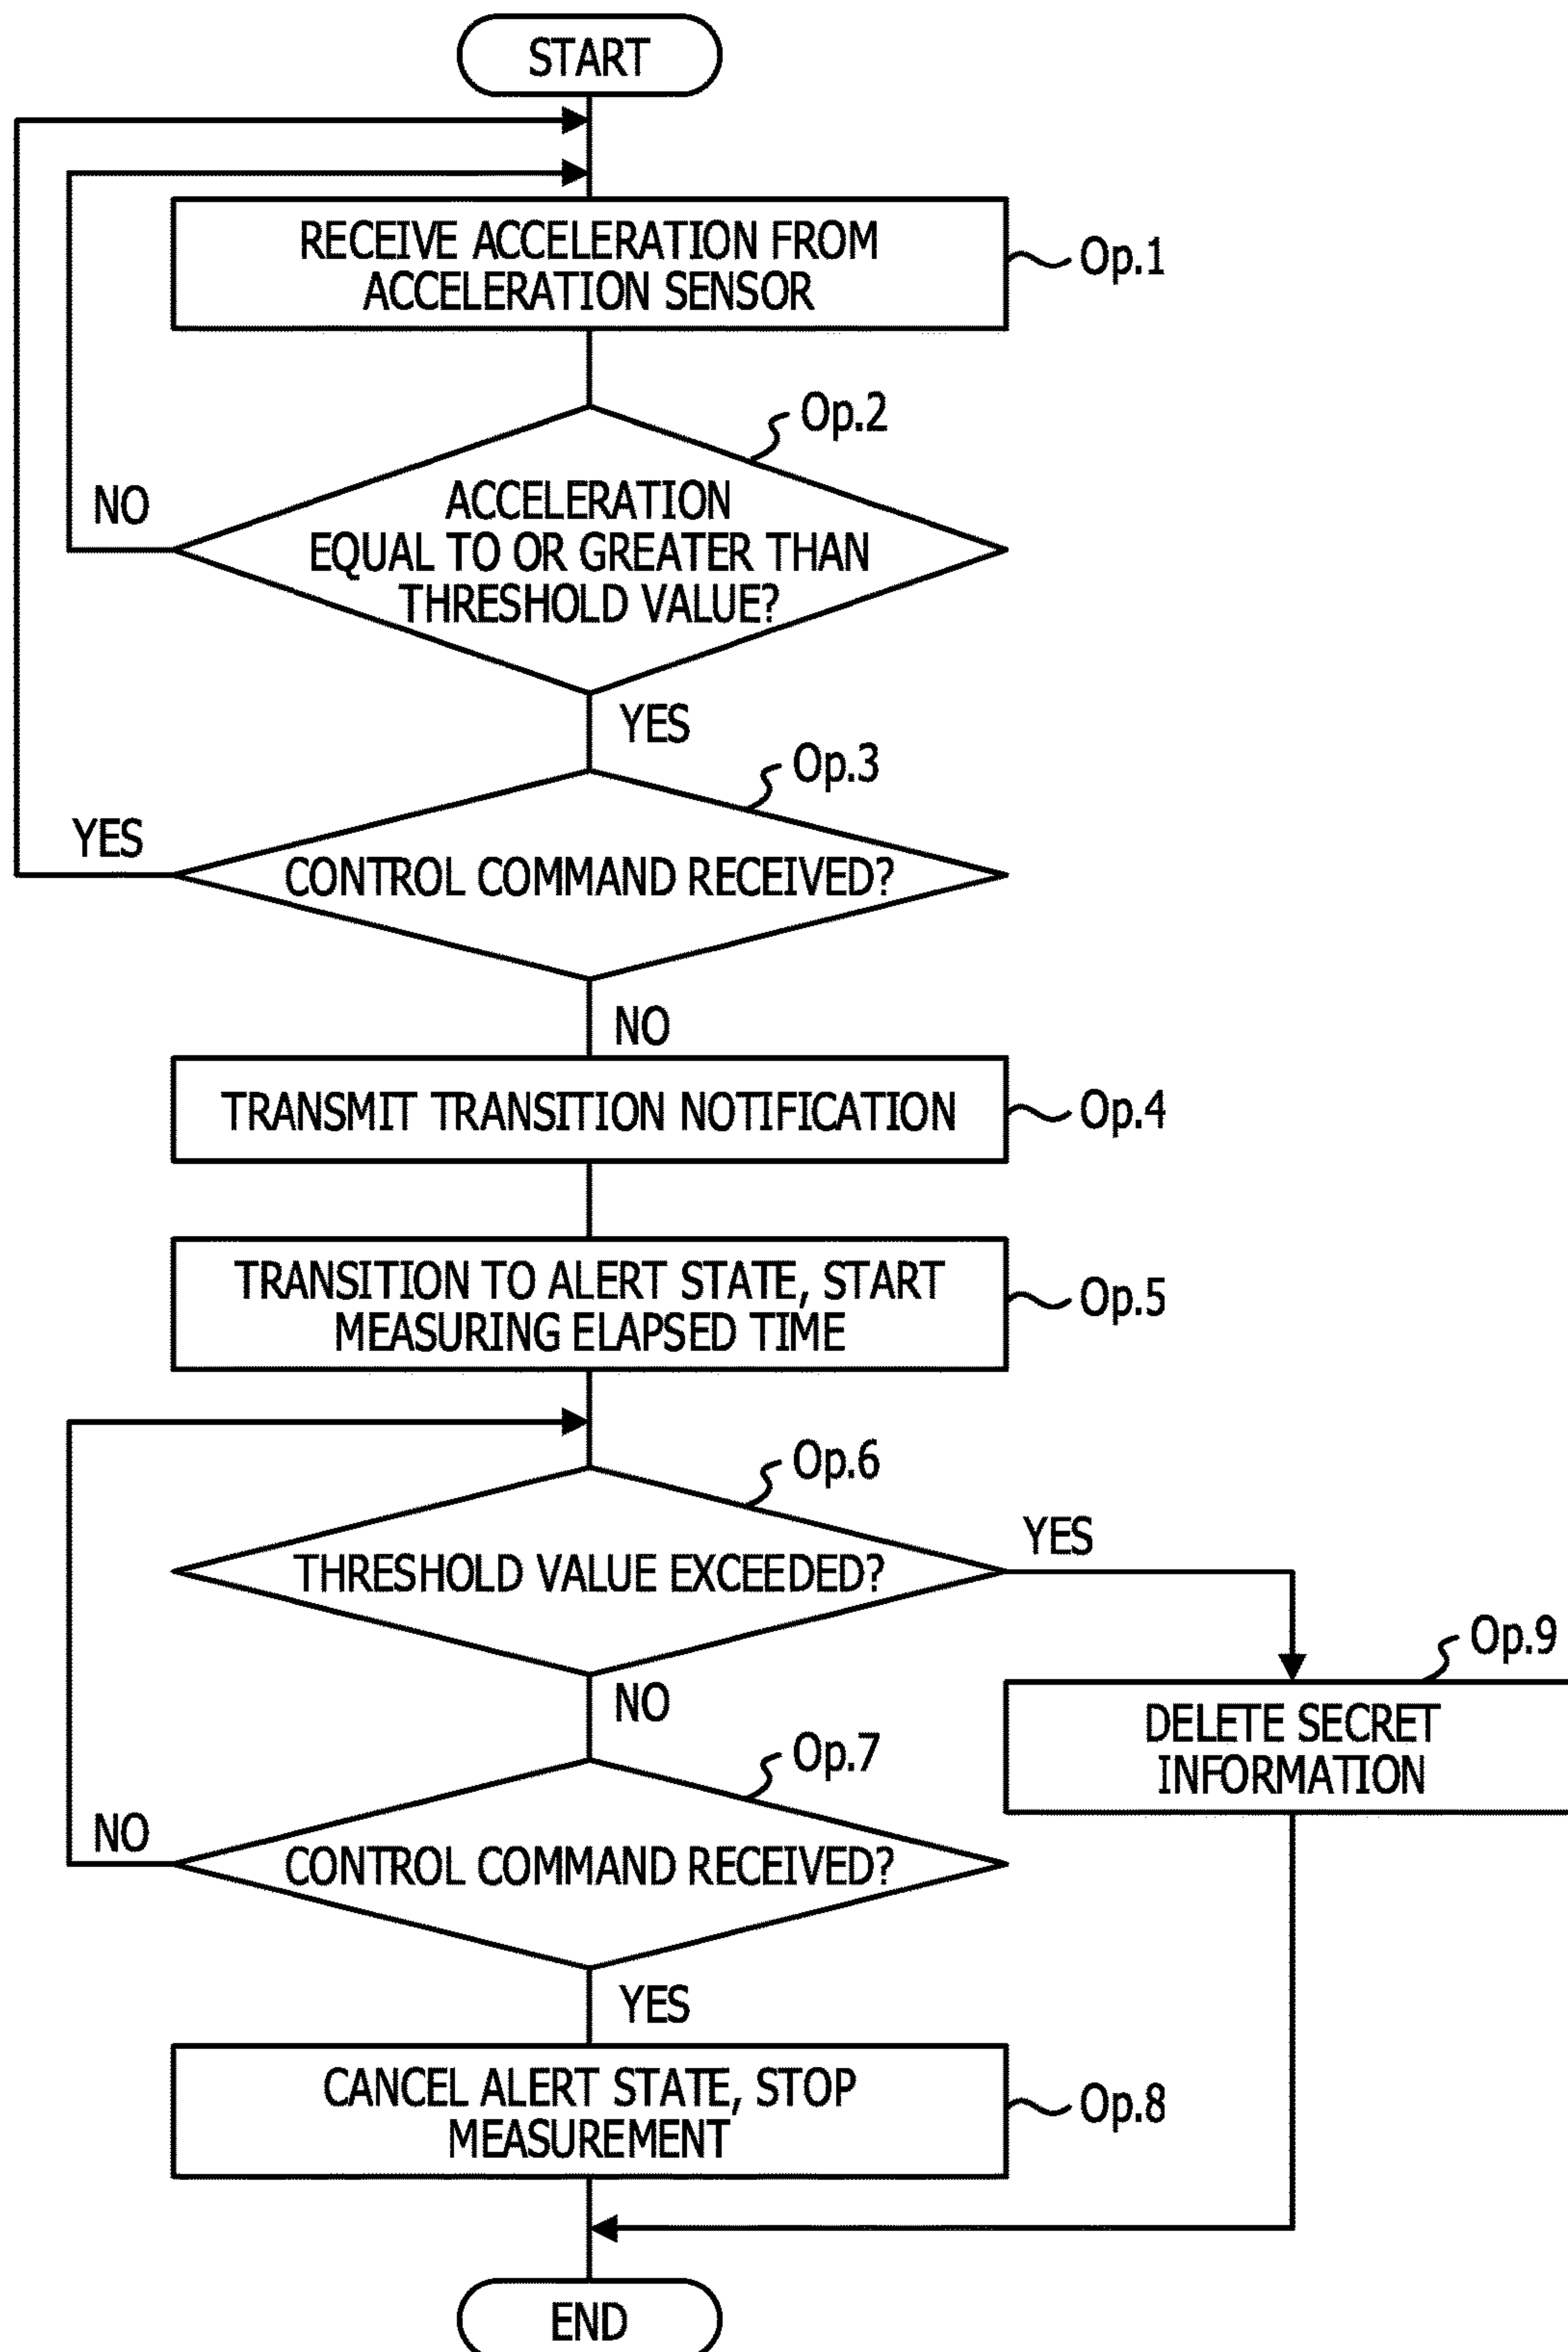 START
RECEIVE ACCELERATION FROM
ACCELERATION SENSOR
Op.1
Op.2
ACCELERATION
EQUAL TO OR GREATER THAN
THRESHOLD VALUE?
NO
YES
Op.3
YES
CONTROL COMMAND RECEIVED?
NO
TRANSMIT TRANSITION NOTIFICATION
Op.4
TRANSITION TO ALERT STATE, START
MEASURING ELAPSED TIME
Op.5
Op.6
THRESHOLD VALUE EXCEEDED?
YES
NO
Op.9
DELETE SECRET
INFORMATION
Op.7
NO
CONTROL COMMAND RECEIVED?
YES
CANCEL ALERT STATE, STOP
MEASUREMENT
Op.8
END